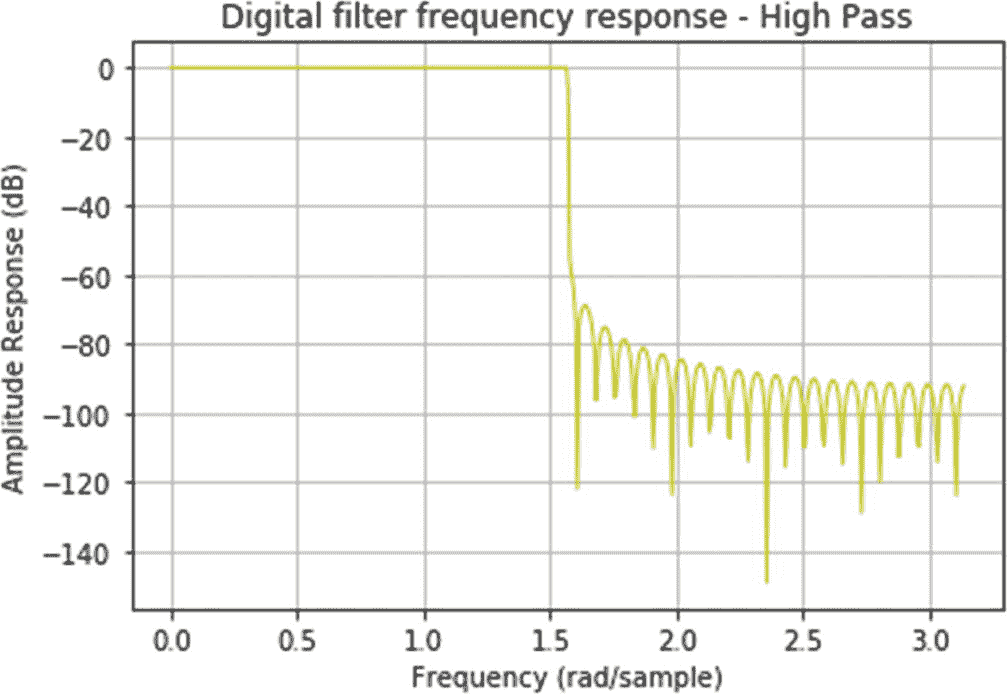 Digital filter frequency response - High Pass
Amplitude Response (dB)
0
−20
−40
−60
−80
−100
−120
−140
0.0 0.5 1.0 1.5 2.0 2.5 3.0
Frequency (rad/sample)